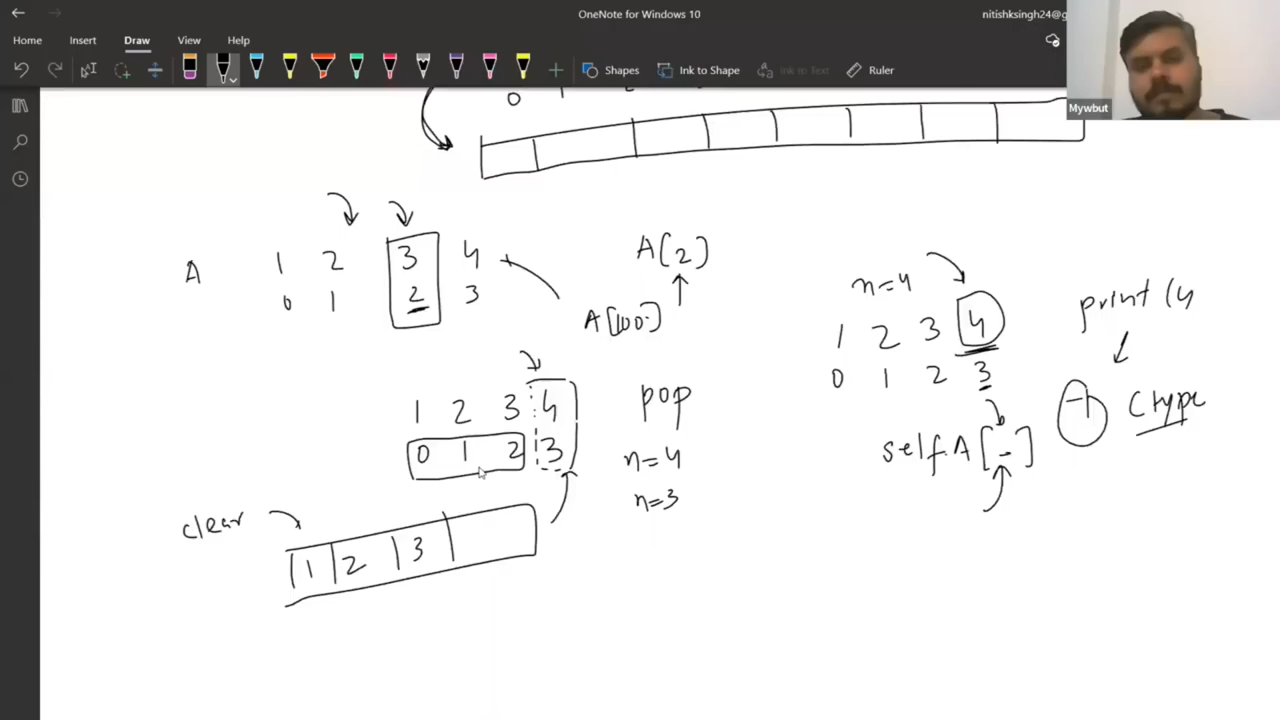 OneNote for Windows 10
nitishksingh24@g
Home Insert Draw View Help
Shapes Ink to Shape Ink to Text Ruler
Mywbut
0 1
A 1 2 3 4
0 1 2 3
A[2]
A[100]
1 2 3 4
0 1 2 3
pop
n=4
n=3
clear
1 2 3
n=4
1 2 3 4
0 1 2 3
self.A[-]
print (4
-1 Ctype